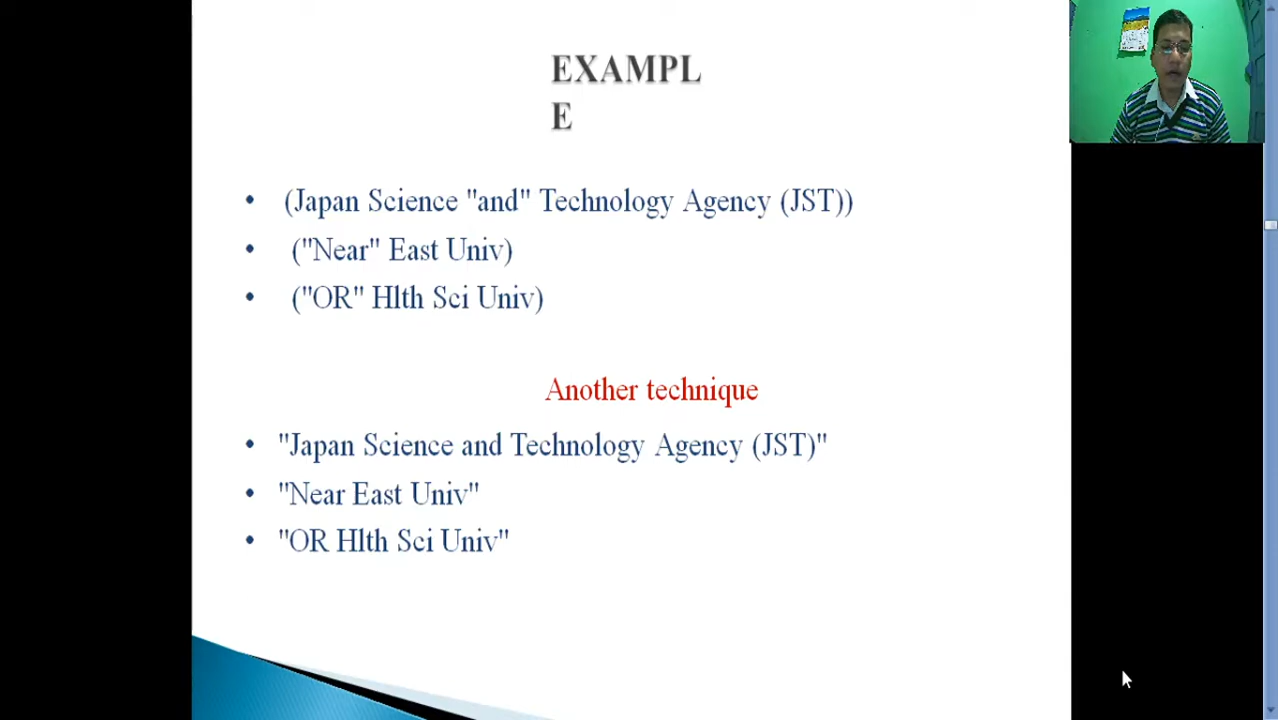 EXAMPL
E
• (Japan Science "and" Technology Agency (JST))
• ("Near" East Univ)
• ("OR" Hlth Sci Univ)
Another technique
• "Japan Science and Technology Agency (JST)"
• "Near East Univ"
• "OR Hlth Sci Univ"